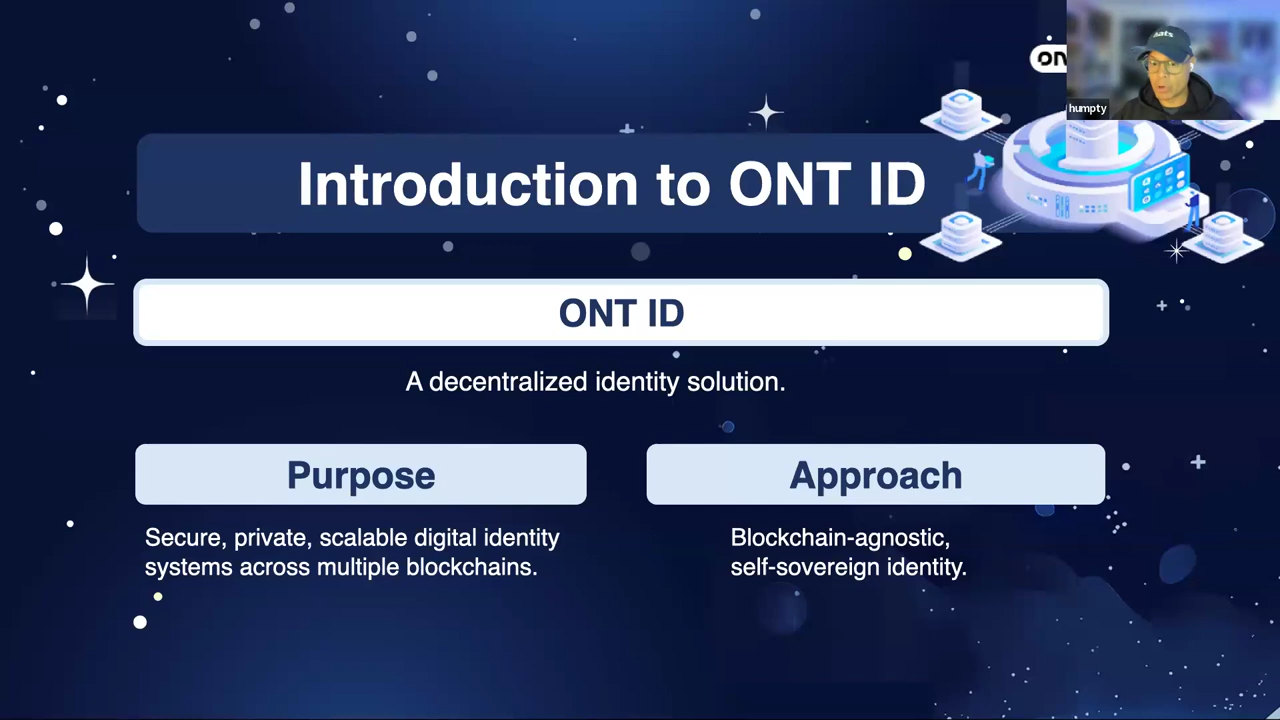 Introduction to ONT ID
humpty
ONT ID
A decentralized identity solution.
Purpose
Approach
Secure, private, scalable digital identity
systems across multiple blockchains.
Blockchain-agnostic,
self-sovereign identity.